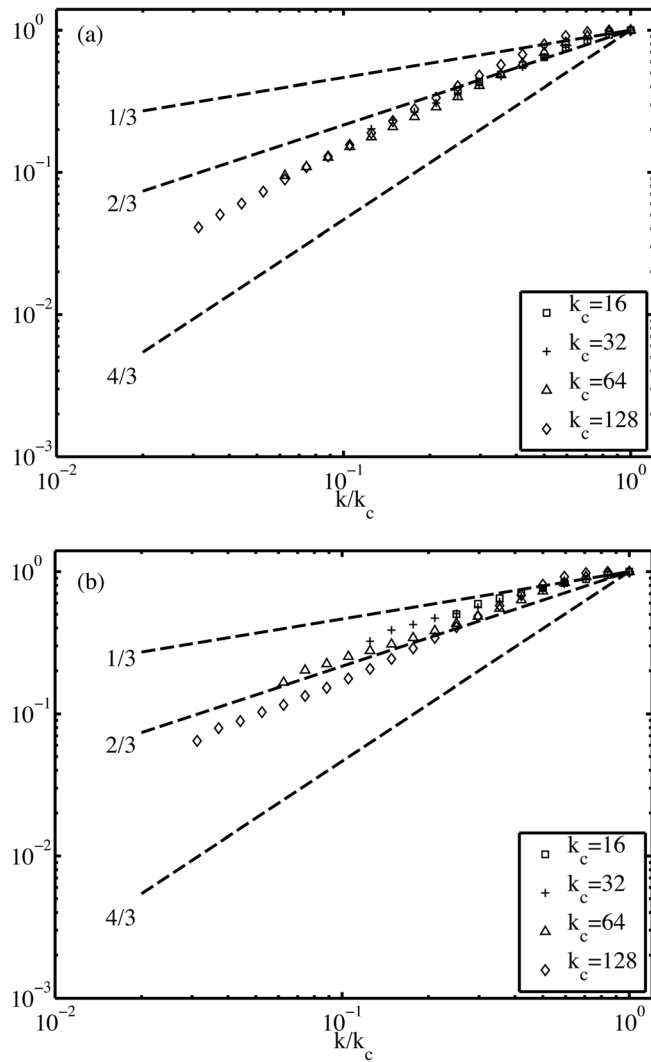 10^0
(a)
1/3
10^-1
2/3
10^-2
4/3
k_c=16
k_c=32
k_c=64
k_c=128
10^-3
10^-2
10^-1
10^0
k/k_c
10^0
(b)
1/3
10^-1
2/3
10^-2
4/3
k_c=16
k_c=32
k_c=64
k_c=128
10^-3
10^-2
10^-1
10^0
k/k_c